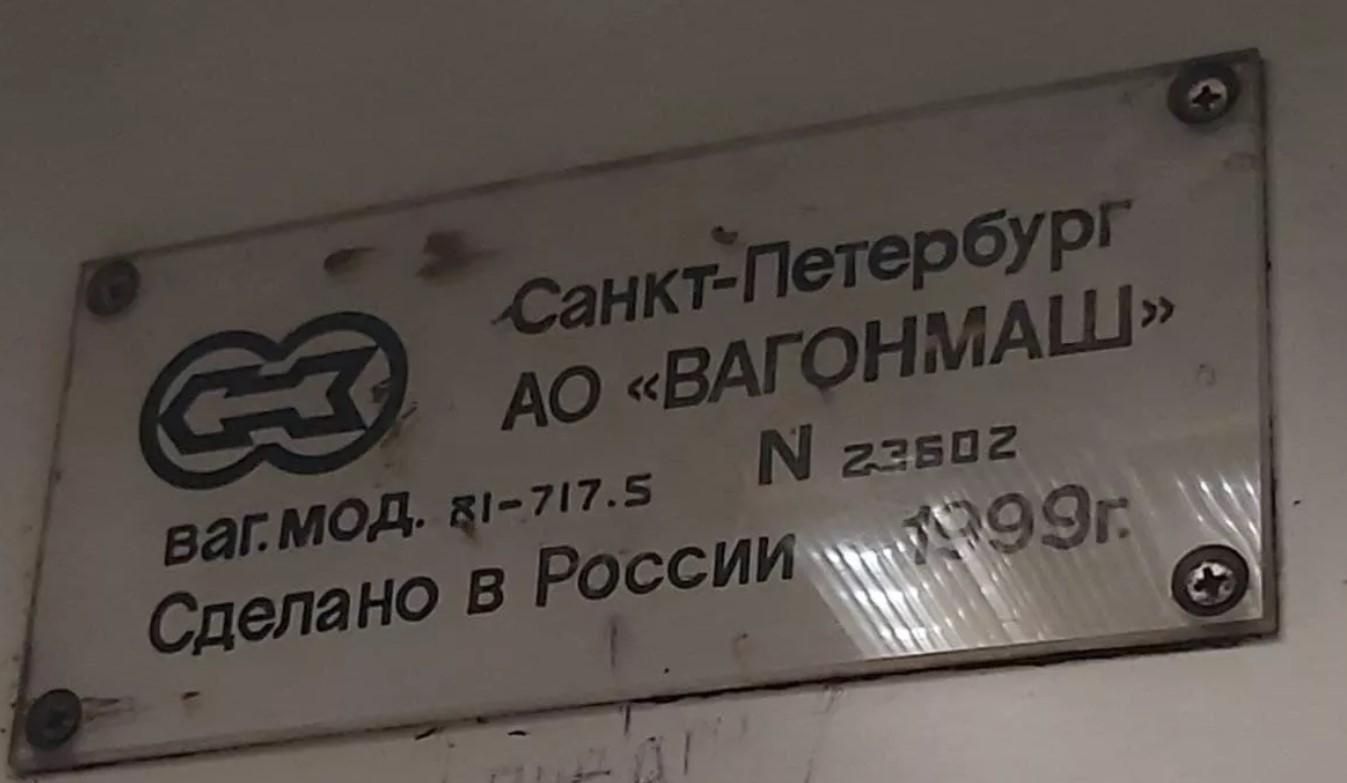 Санкт-Петербург
АО «ВАГОНМАШ»
ваг.мод. 81-717.5 N 23602
Сделано в России 1999г.